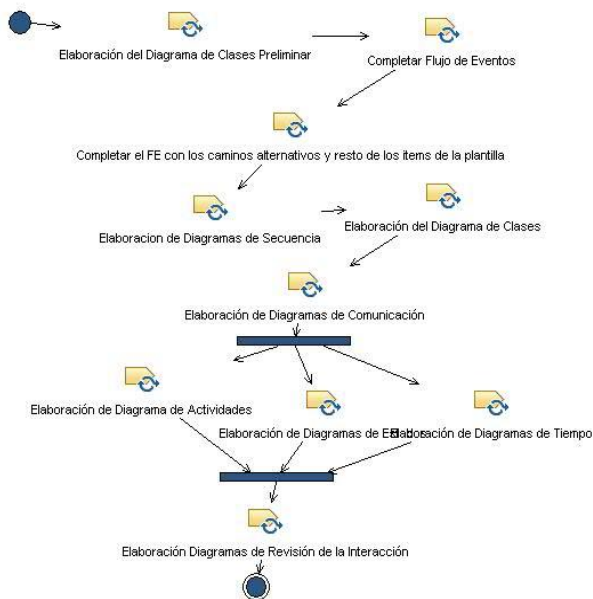 Elaboración del Diagrama de Clases Preliminar
Completar Flujo de Eventos
Completar el FE con los caminos alternativos y resto de los items de la plantilla
Elaboracion de Diagramas de Secuencia
Elaboración del Diagrama de Clases
Elaboración de Diagramas de Comunicación
Elaboración de Diagrama de Actividades
Elaboración de Diagramas de
Elaboración de Diagramas de Tiempo
Elaboración Diagramas de Revisión de la Interacción